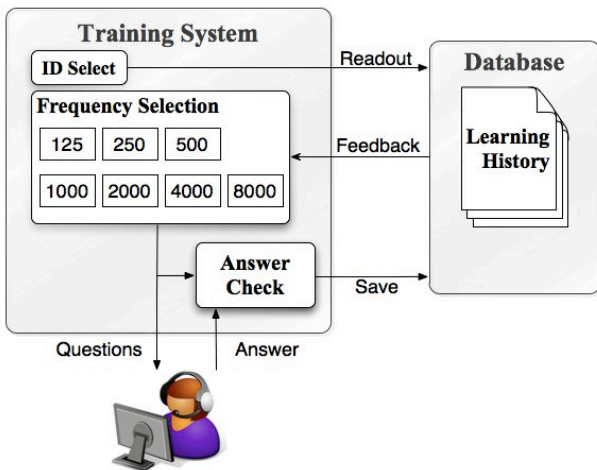 Training System
ID Select
Readout
Database
Frequency Selection
125 250 500
1000 2000 4000 8000
Feedback
Learning
History
Answer
Check
Save
Questions
Answer